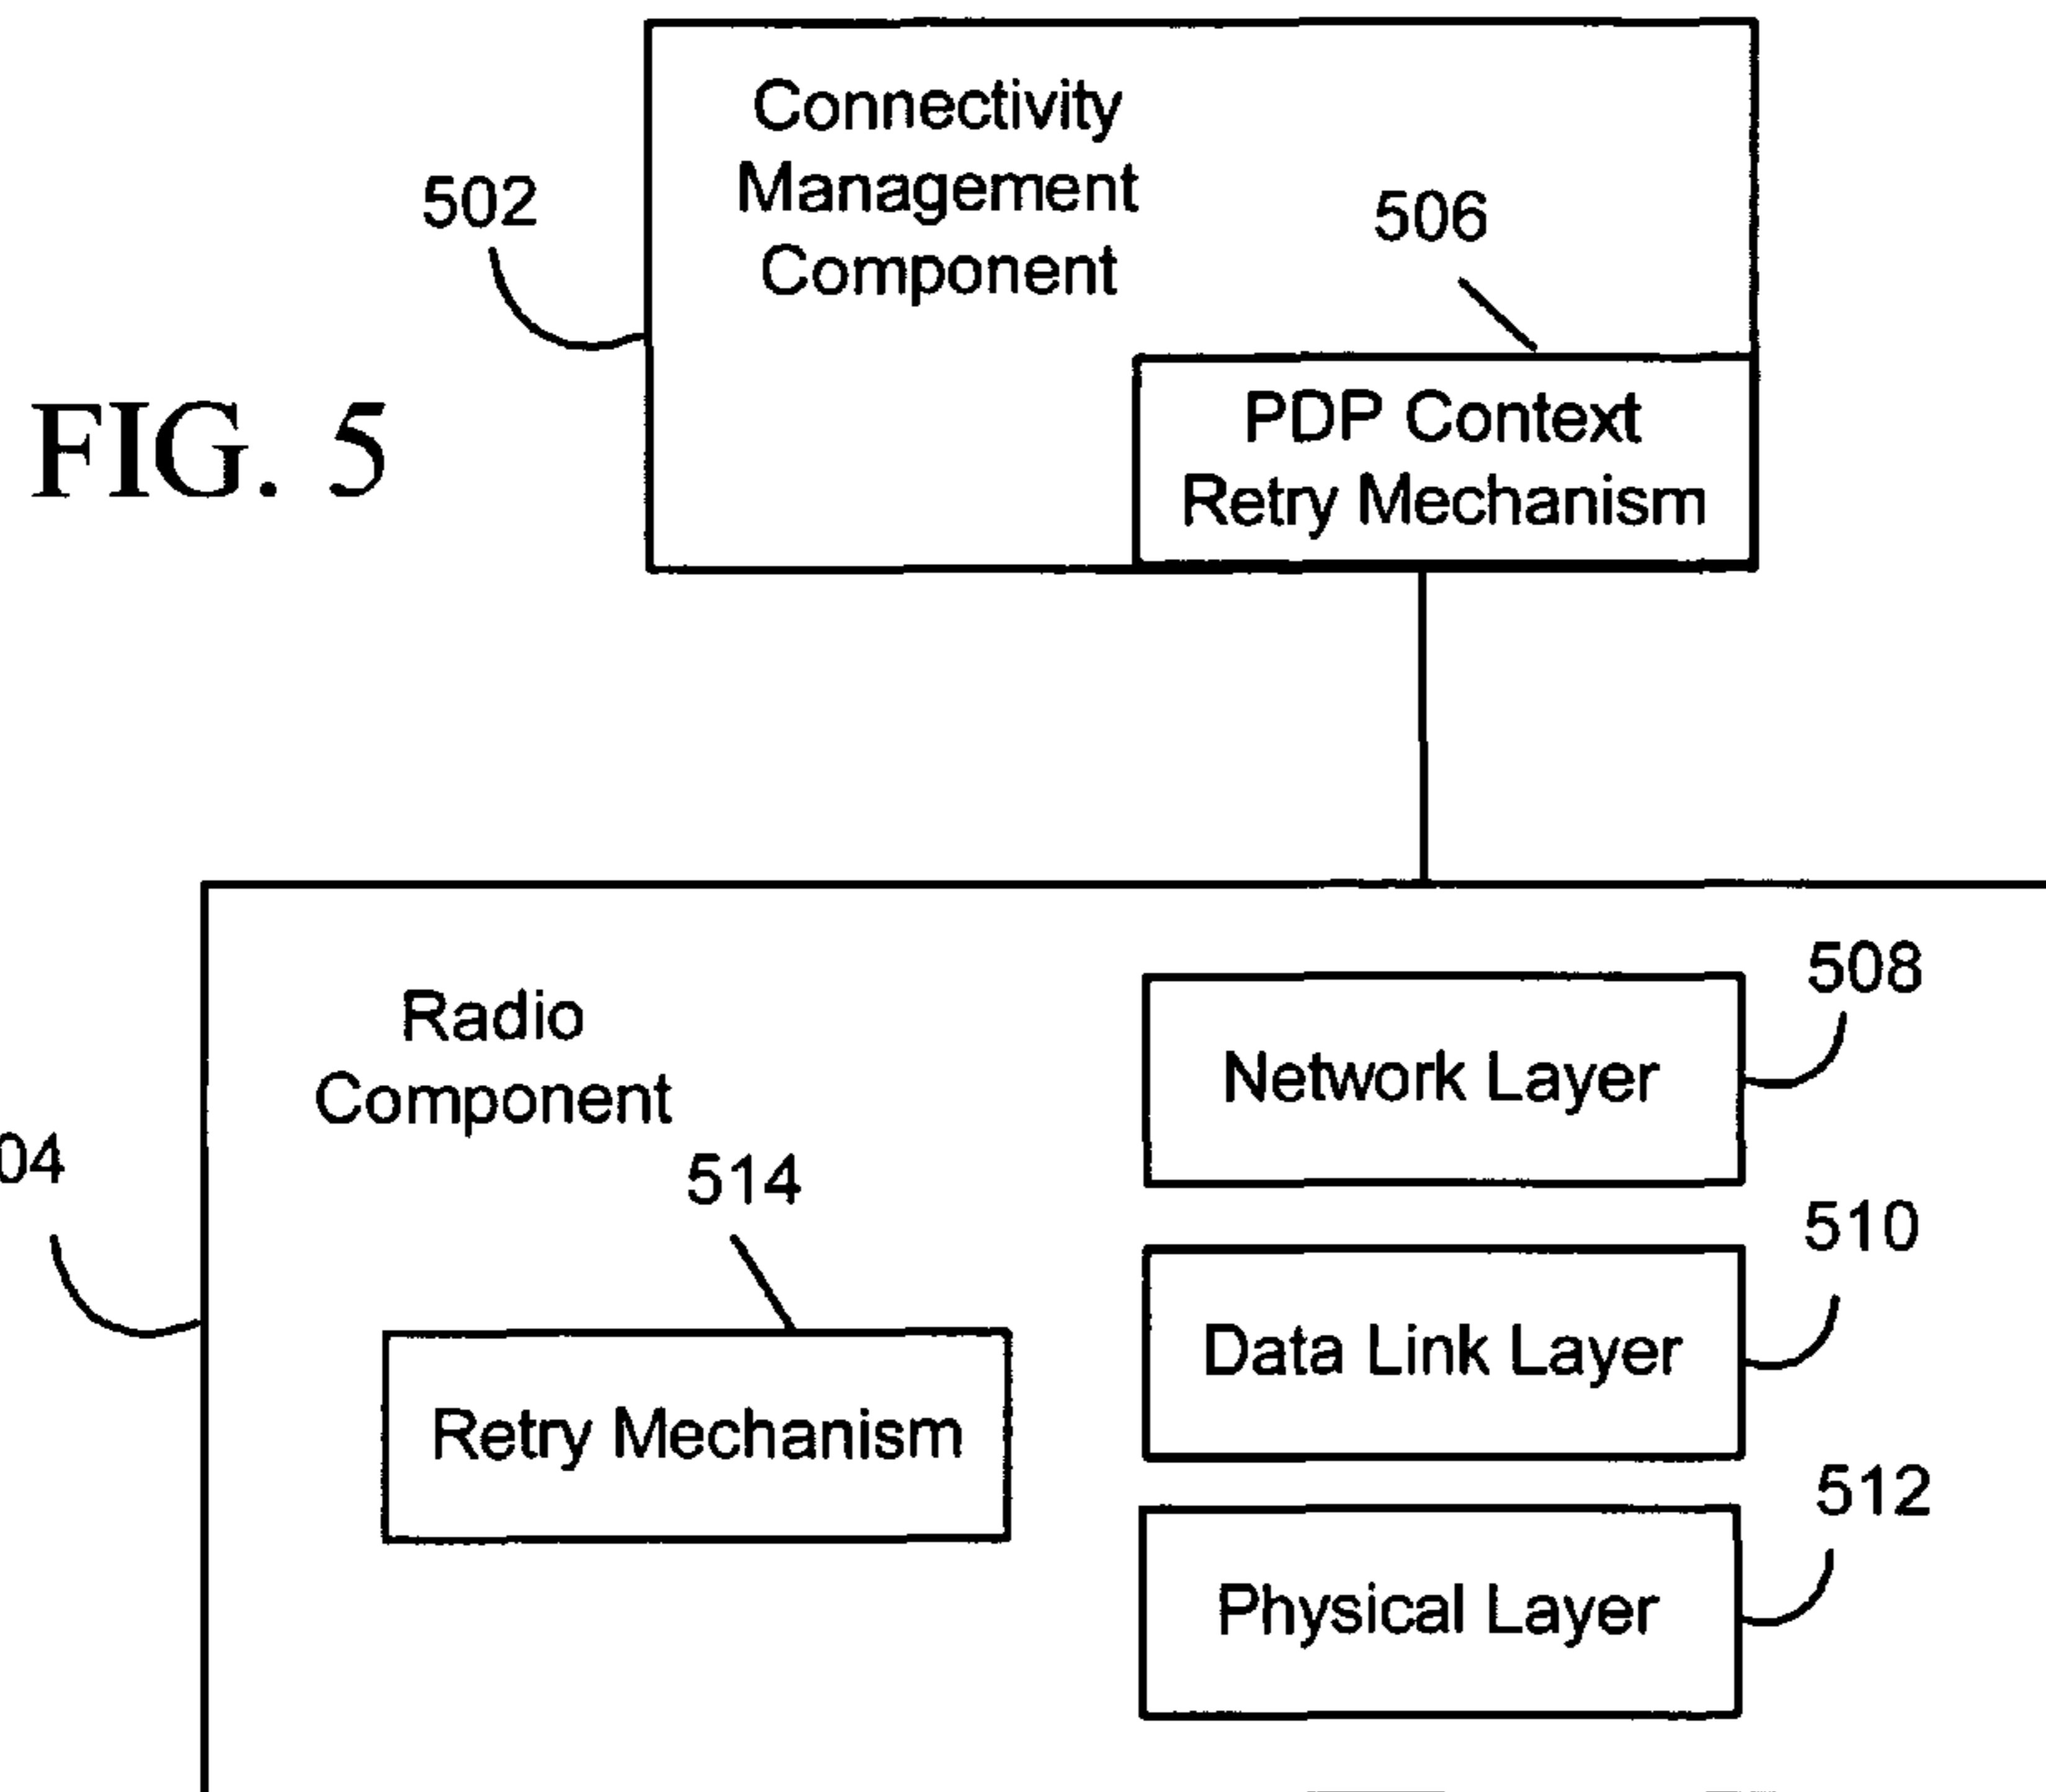 Connectivity
Management
Component
502
506
FIG. 5
PDP Context
Retry Mechanism
Radio
Component
508
Network Layer
04
514
510
Data Link Layer
Retry Mechanism
512
Physical Layer